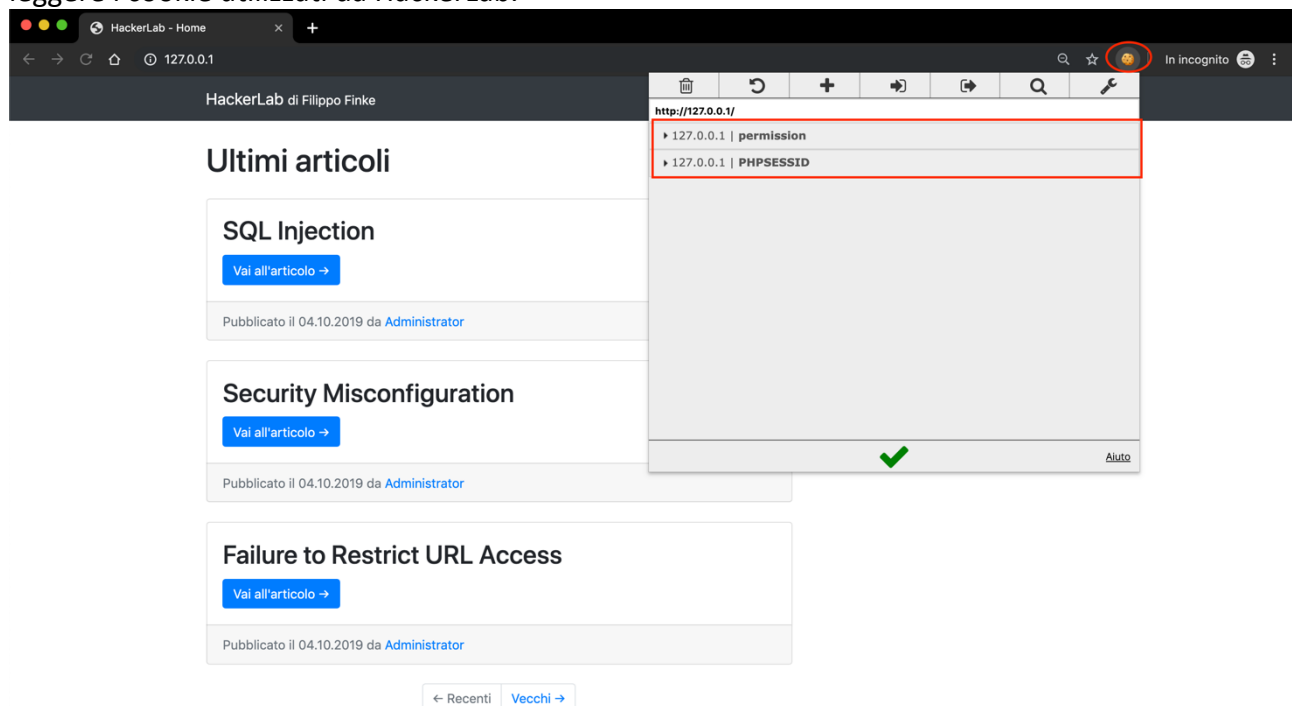 leggere i cookie utilizzati da HackerLab.
HackerLab - Home
127.0.0.1
In incognito
HackerLab di Filippo Finke
http://127.0.0.1/
127.0.0.1 | permission
127.0.0.1 | PHPSESSID
Aiuto
Ultimi articoli
SQL Injection
Vai all'articolo →
Pubblicato il 04.10.2019 da Administrator
Security Misconfiguration
Vai all'articolo →
Pubblicato il 04.10.2019 da Administrator
Failure to Restrict URL Access
Vai all'articolo →
Pubblicato il 04.10.2019 da Administrator
← Recenti Vecchi →